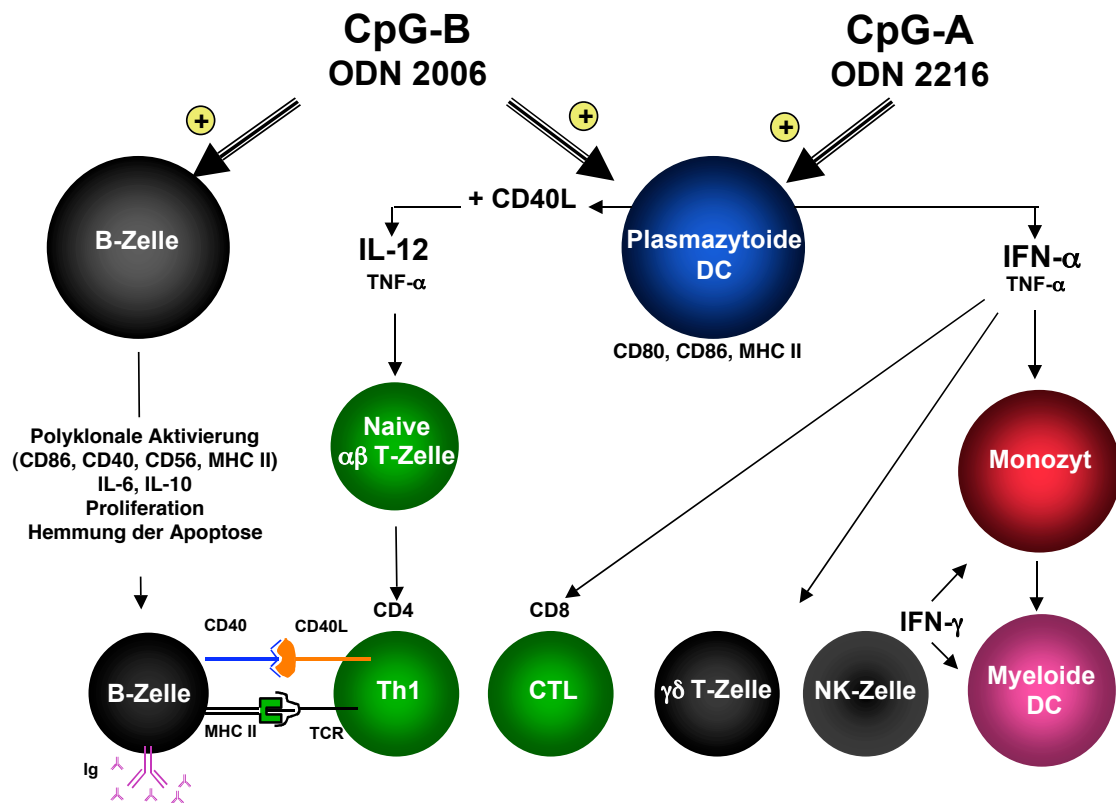 CpG-B
ODN 2006
CpG-A
ODN 2216
+
+
+
B-Zelle
+ CD40L
IL-12
TNF-α
Plasmazytoide
DC
CD80, CD86, MHC II
IFN-α
TNF-α
Polyklonale Aktivierung
(CD86, CD40, CD56, MHC II)
IL-6, IL-10
Proliferation
Hemmung der Apoptose
Naive
αβ T-Zelle
Monozyt
CD40
CD40L
CD4
CD8
IFN-γ
B-Zelle
Th1
CTL
γδ T-Zelle
NK-Zelle
Myeloide
DC
MHC II
TCR
Ig